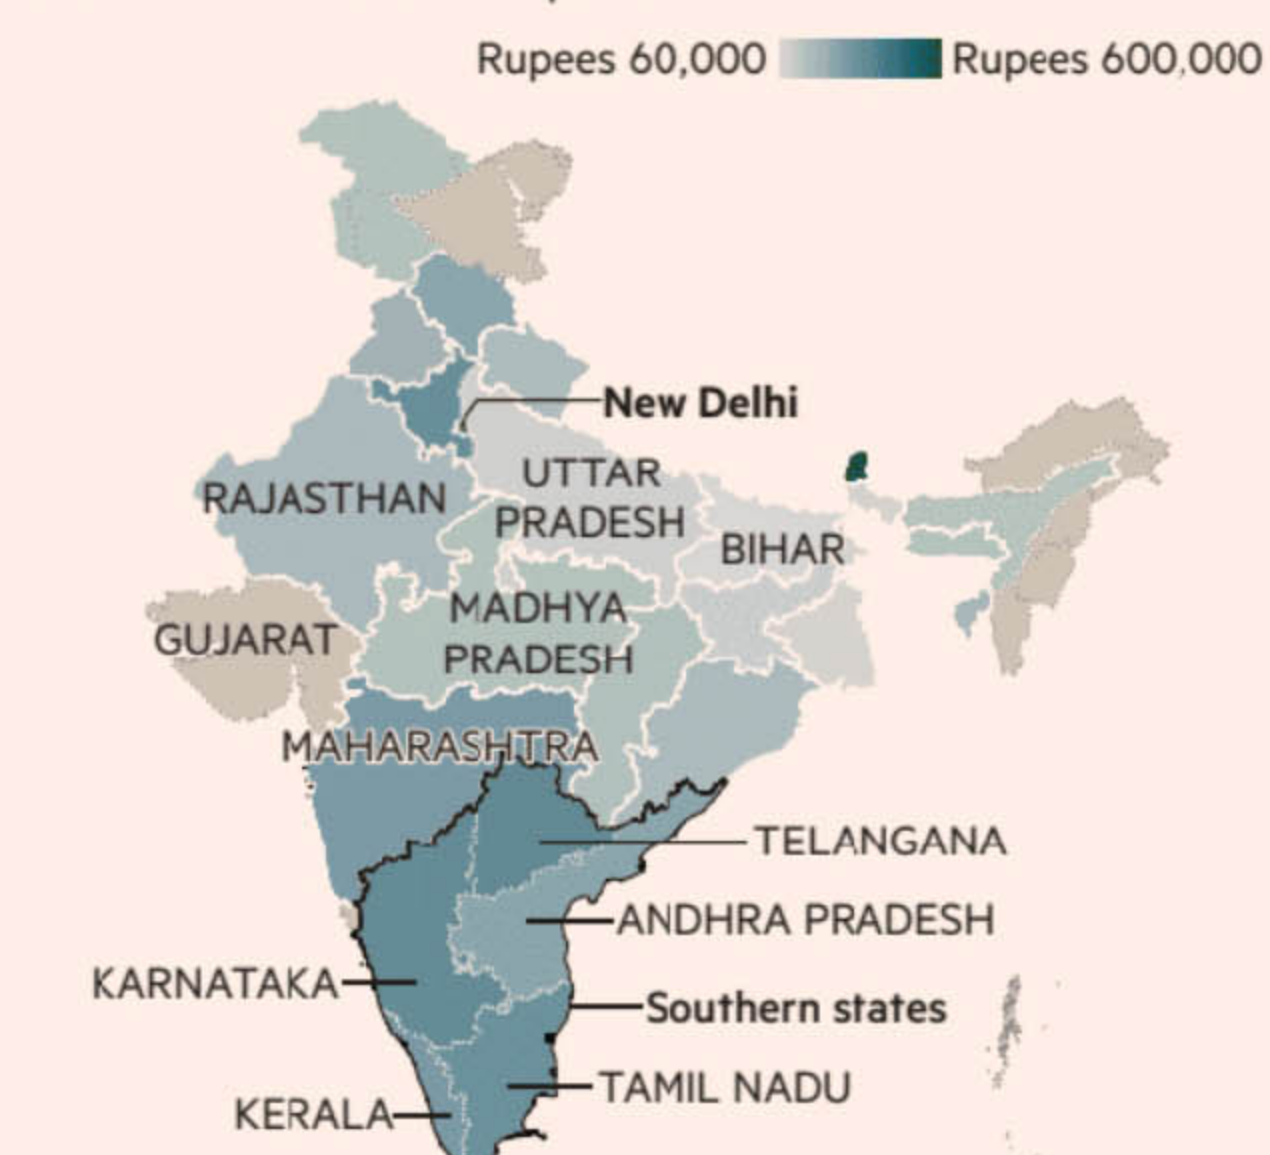 Rupees 60,000 Rupees 600,000
New Delhi
UTTAR
PRADESH
RAJASTHAN
BIHAR
MADHYA
PRADESH
GUJARAT
MAHARASHTRA
TELANGANA
ANDHRA PRADESH
KARNATAKA
Southern states
TAMIL NADU
KERALA